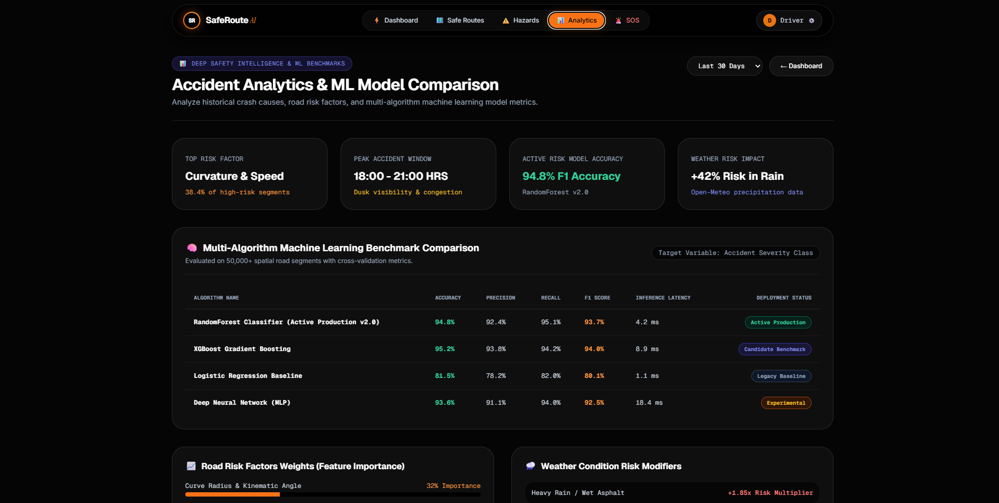 SR SafeRoute AI
Dashboard
Safe Routes
Hazards
Analytics
SOS
D Driver
DEEP SAFETY INTELLIGENCE & ML BENCHMARKS
Last 30 Days
← Dashboard
Accident Analytics & ML Model Comparison
Analyze historical crash causes, road risk factors, and multi-algorithm machine learning model metrics.
TOP RISK FACTOR
Curvature & Speed
38.4% of high-risk segments
PEAK ACCIDENT WINDOW
18:00 - 21:00 HRS
Dusk visibility & congestion
ACTIVE RISK MODEL ACCURACY
94.8% F1 Accuracy
RandomForest v2.0
WEATHER RISK IMPACT
+42% Risk in Rain
Open-Meteo precipitation data
Multi-Algorithm Machine Learning Benchmark Comparison
Evaluated on 50,000+ spatial road segments with cross-validation metrics.
Target Variable: Accident Severity Class
ALGORITHM NAME ACCURACY PRECISION RECALL F1 SCORE INFERENCE LATENCY DEPLOYMENT STATUS
RandomForest Classifier (Active Production v2.0) 94.8% 92.4% 95.1% 93.7% 4.2 ms Active Production
XGBoost Gradient Boosting 95.2% 93.8% 94.2% 94.0% 8.9 ms Candidate Benchmark
Logistic Regression Baseline 81.5% 78.2% 82.0% 80.1% 1.1 ms Legacy Baseline
Deep Neural Network (MLP) 93.6% 91.1% 94.0% 92.5% 18.4 ms Experimental
Road Risk Factors Weights (Feature Importance)
Curve Radius & Kinematic Angle 32% Importance
Weather Condition Risk Modifiers
Heavy Rain / Wet Asphalt +1.85x Risk Multiplier